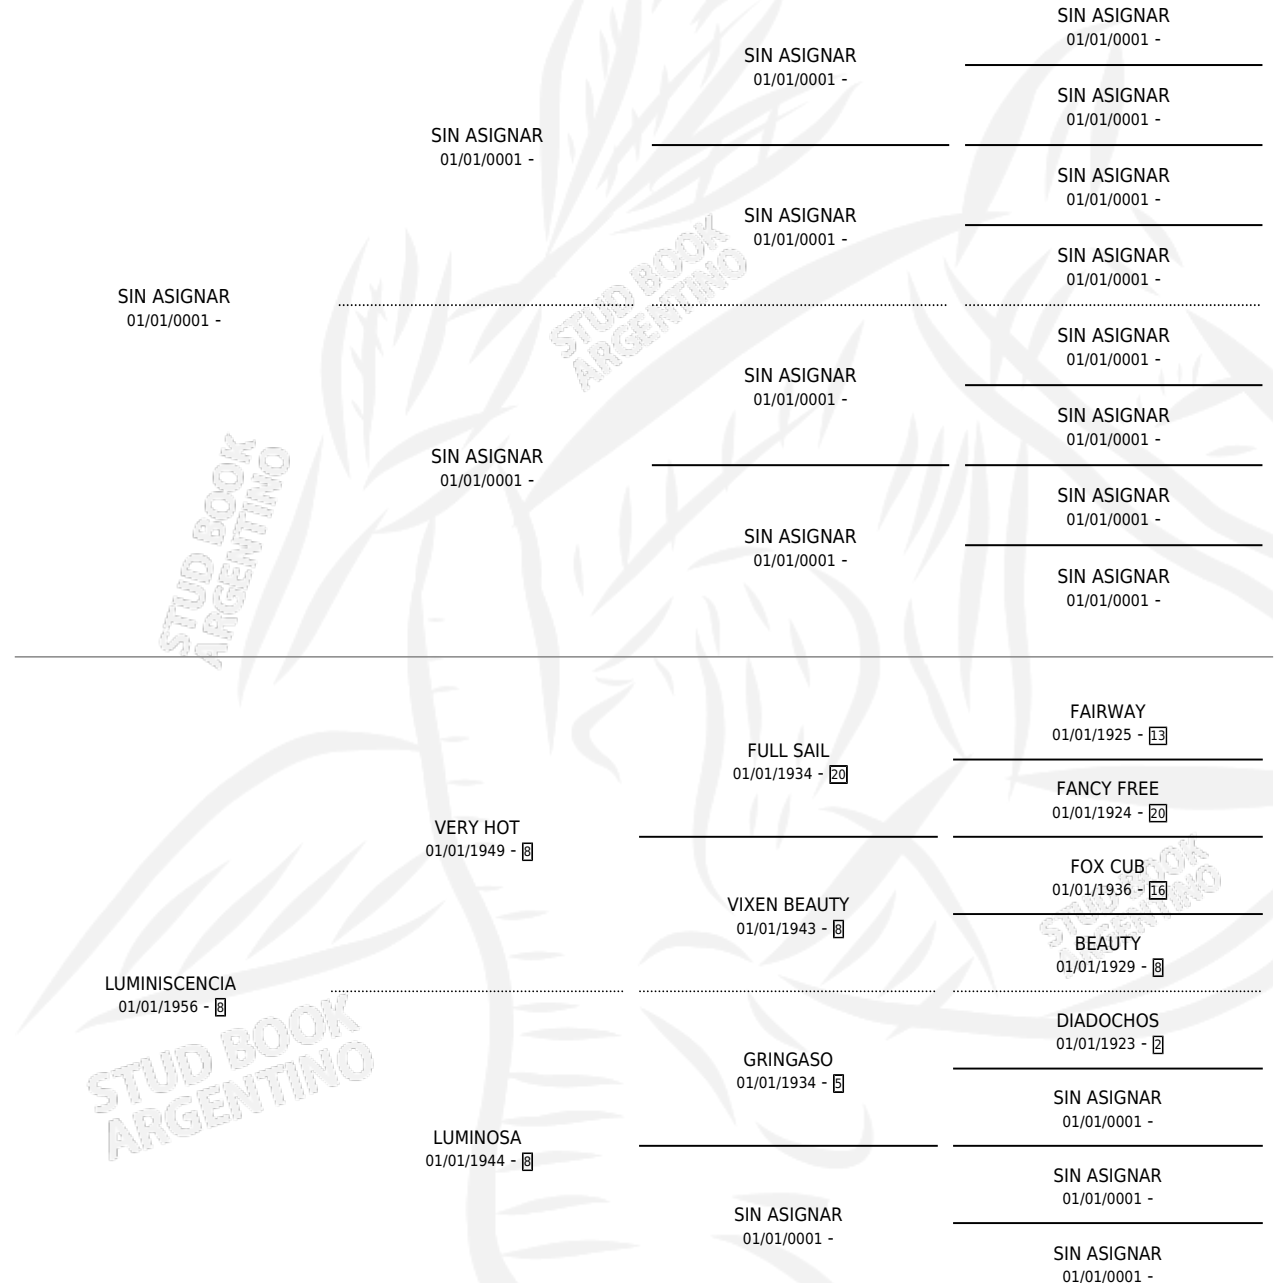 SIN ASIGNAR
01/01/0001 -
SIN ASIGNAR
01/01/0001 -
SIN ASIGNAR
01/01/0001 -
SIN ASIGNAR
01/01/0001 -
SIN ASIGNAR
01/01/0001 -
SIN ASIGNAR
01/01/0001 -
SIN ASIGNAR
01/01/0001 -
SIN ASIGNAR
01/01/0001 -
STUD BOOK
ARGENTINO
SIN ASIGNAR
01/01/0001 -
SIN ASIGNAR
01/01/0001 -
SIN ASIGNAR
01/01/0001 -
SIN ASIGNAR
01/01/0001 -
SIN ASIGNAR
01/01/0001 -
STUD BOOK
ARGENTINO
SIN ASIGNAR
01/01/0001 -
SIN ASIGNAR
01/01/0001 -
FAIRWAY
01/01/1925 - 13
FULL SAIL
01/01/1934 - 20
FANCY FREE
01/01/1924 - 20
VERY HOT
01/01/1949 - 8
FOX CUB
01/01/1936 - 16
VIXEN BEAUTY
01/01/1943 - 8
STUD BOOK
ARGENTINO
BEAUTY
01/01/1929 - 8
LUMINISCENCIA
01/01/1956 - 8
STUD BOOK
ARGENTINO
DIADOCHOS
01/01/1923 - 2
GRINGASO
01/01/1934 - 5
SIN ASIGNAR
01/01/0001 -
LUMINOSA
01/01/1944 - 8
SIN ASIGNAR
01/01/0001 -
SIN ASIGNAR
01/01/0001 -
SIN ASIGNAR
01/01/0001 -